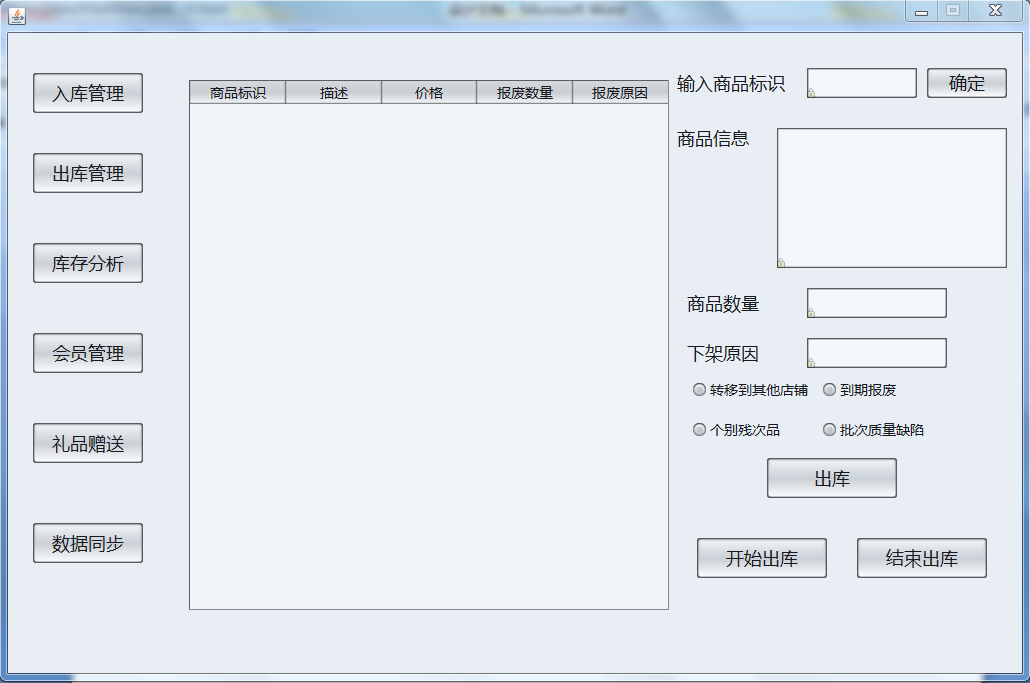 入库管理
出库管理
库存分析
会员管理
礼品赠送
数据同步
商品标识 描述 价格 报废数量 报废原因
输入商品标识 确定
商品信息
商品数量
下架原因
转移到其他店铺 到期报废
个别残次品 批次质量缺陷
出库
开始出库 结束出库